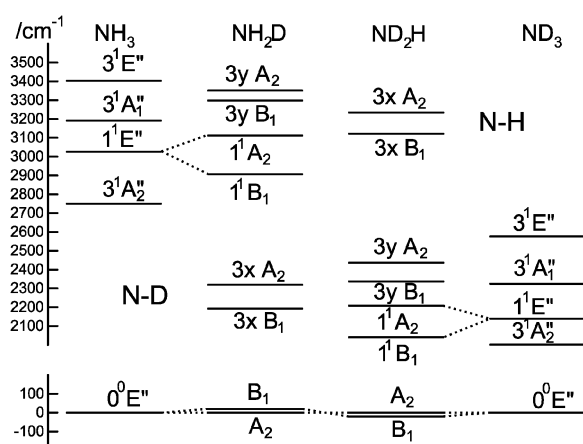 /cm⁻¹
NH₃ NH₂D ND₂H ND₃
3500
3400
3300
3200
3100
3000
2900
2800
2700
2600
2500
2400
2300
2200
2100
100
0
-100
3¹E"
3¹A₁"
1¹E"
3¹A₂"
0⁰E"
3y A₂
3y B₁
1¹A₂
1¹B₁
N-D
3x A₂
3x B₁
B₁
A₂
3x A₂
3x B₁
3y A₂
3y B₁
1¹A₂
1¹B₁
A₂
B₁
N-H
3¹E"
3¹A₁"
1¹E"
3¹A₂"
0⁰E"